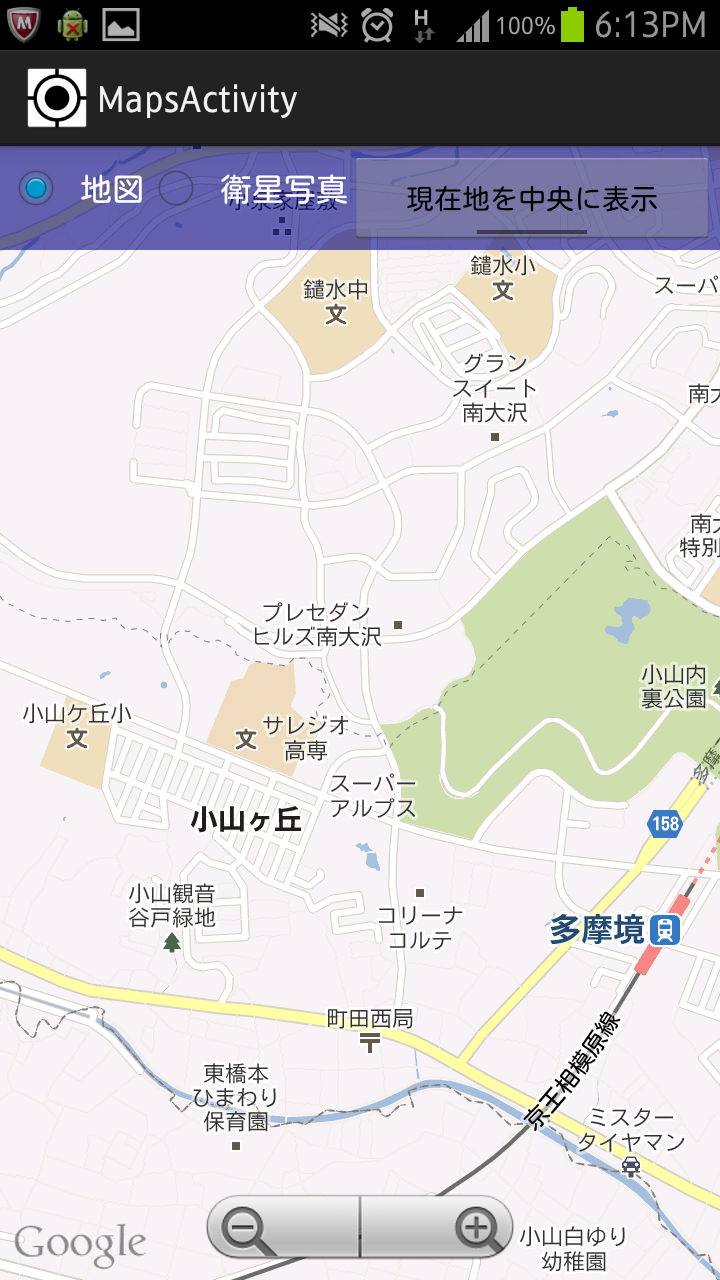 H
100%
6:13PM
MapsActivity
地図
衛星写真
現在地を中央に表示
鑓水中
文
鑓水小
文
スーパ
グラン
スイート
南大沢
南大
南大
特別
プレセダン
ヒルズ南大沢
小山内
裏公園
小山ケ丘小
文
サレジオ
高専
文
スーパー
アルプス
多摩
小山ヶ丘
158
小山観音
谷戸緑地
コリーナ
コルテ
多摩境
町田西局
京王相模原線
東橋本
ひまわり
保育園
ミスター
タイヤマン
Google
小山白ゆり
幼稚園